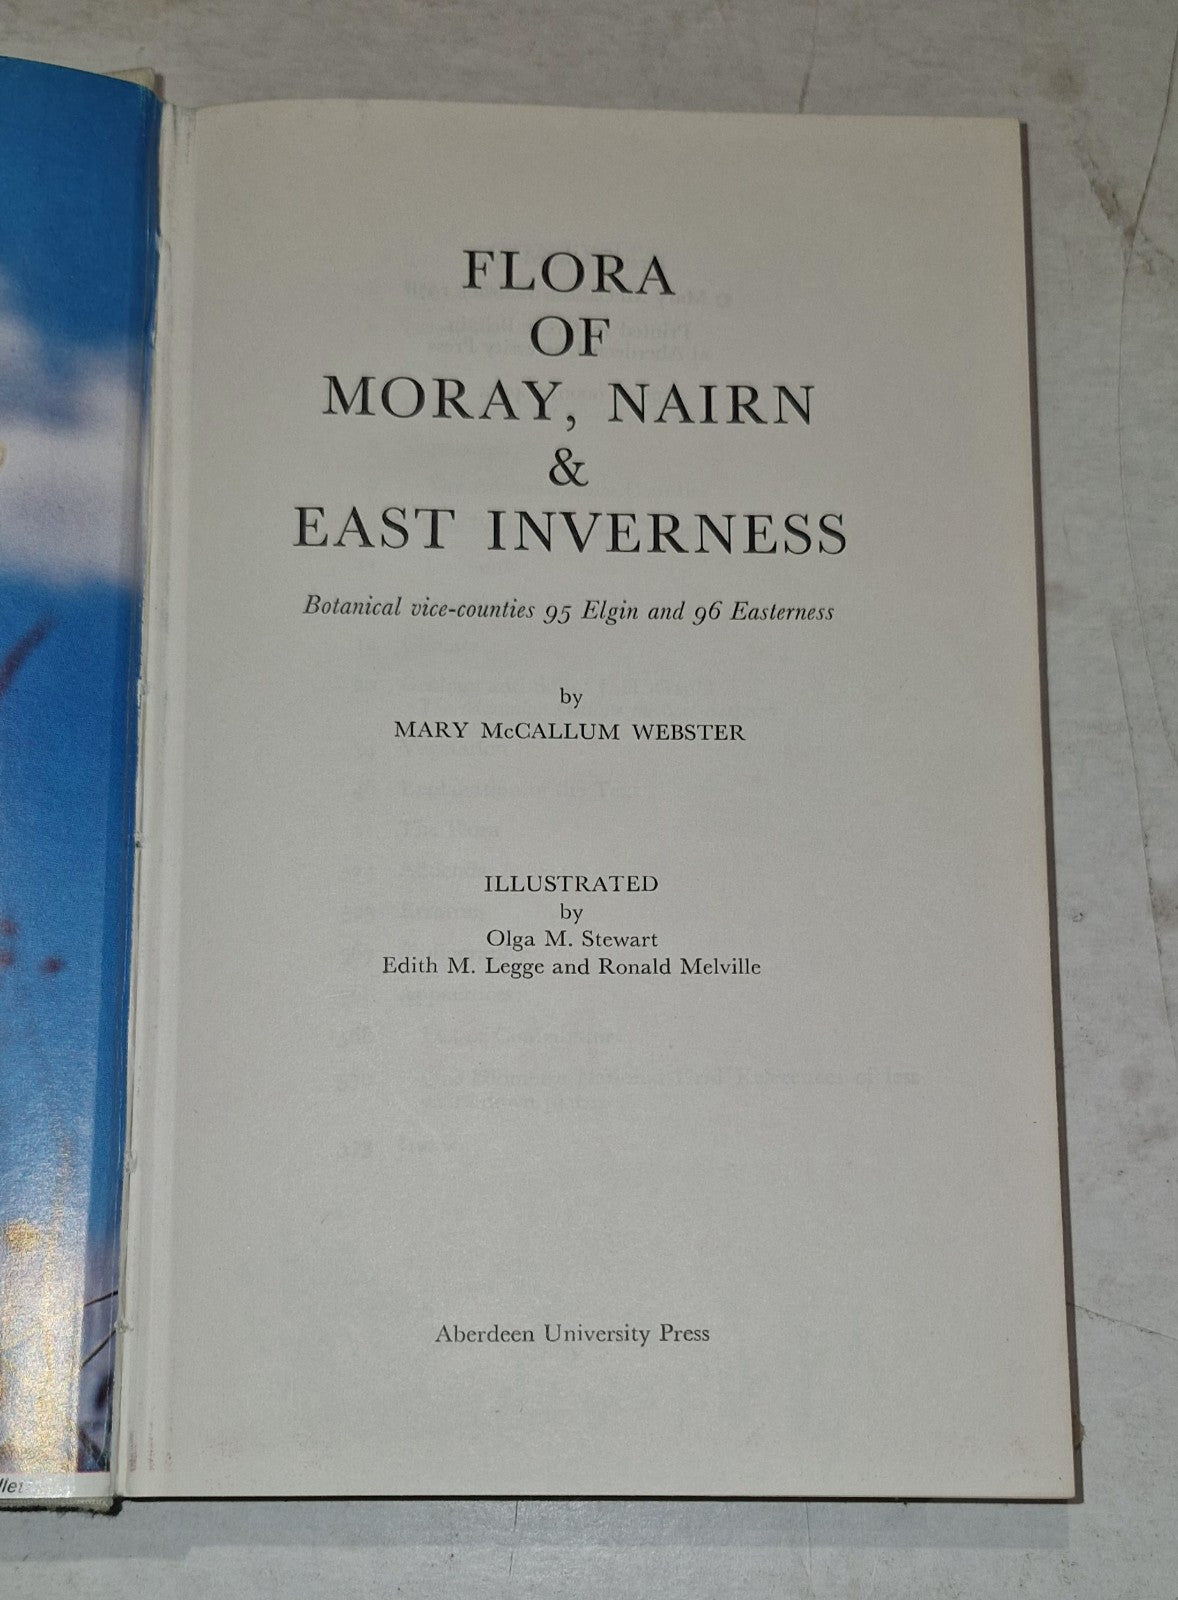 FLORA
OF
MORAY, NAIRN
&
EAST INVERNESS
Botanical vice-counties 95 Elgin and 96 Easterness
by
MARY McCALLUM WEBSTER
ILLUSTRATED
by
Olga M. Stewart
Edith M. Legge and Ronald Melville
Aberdeen University Press